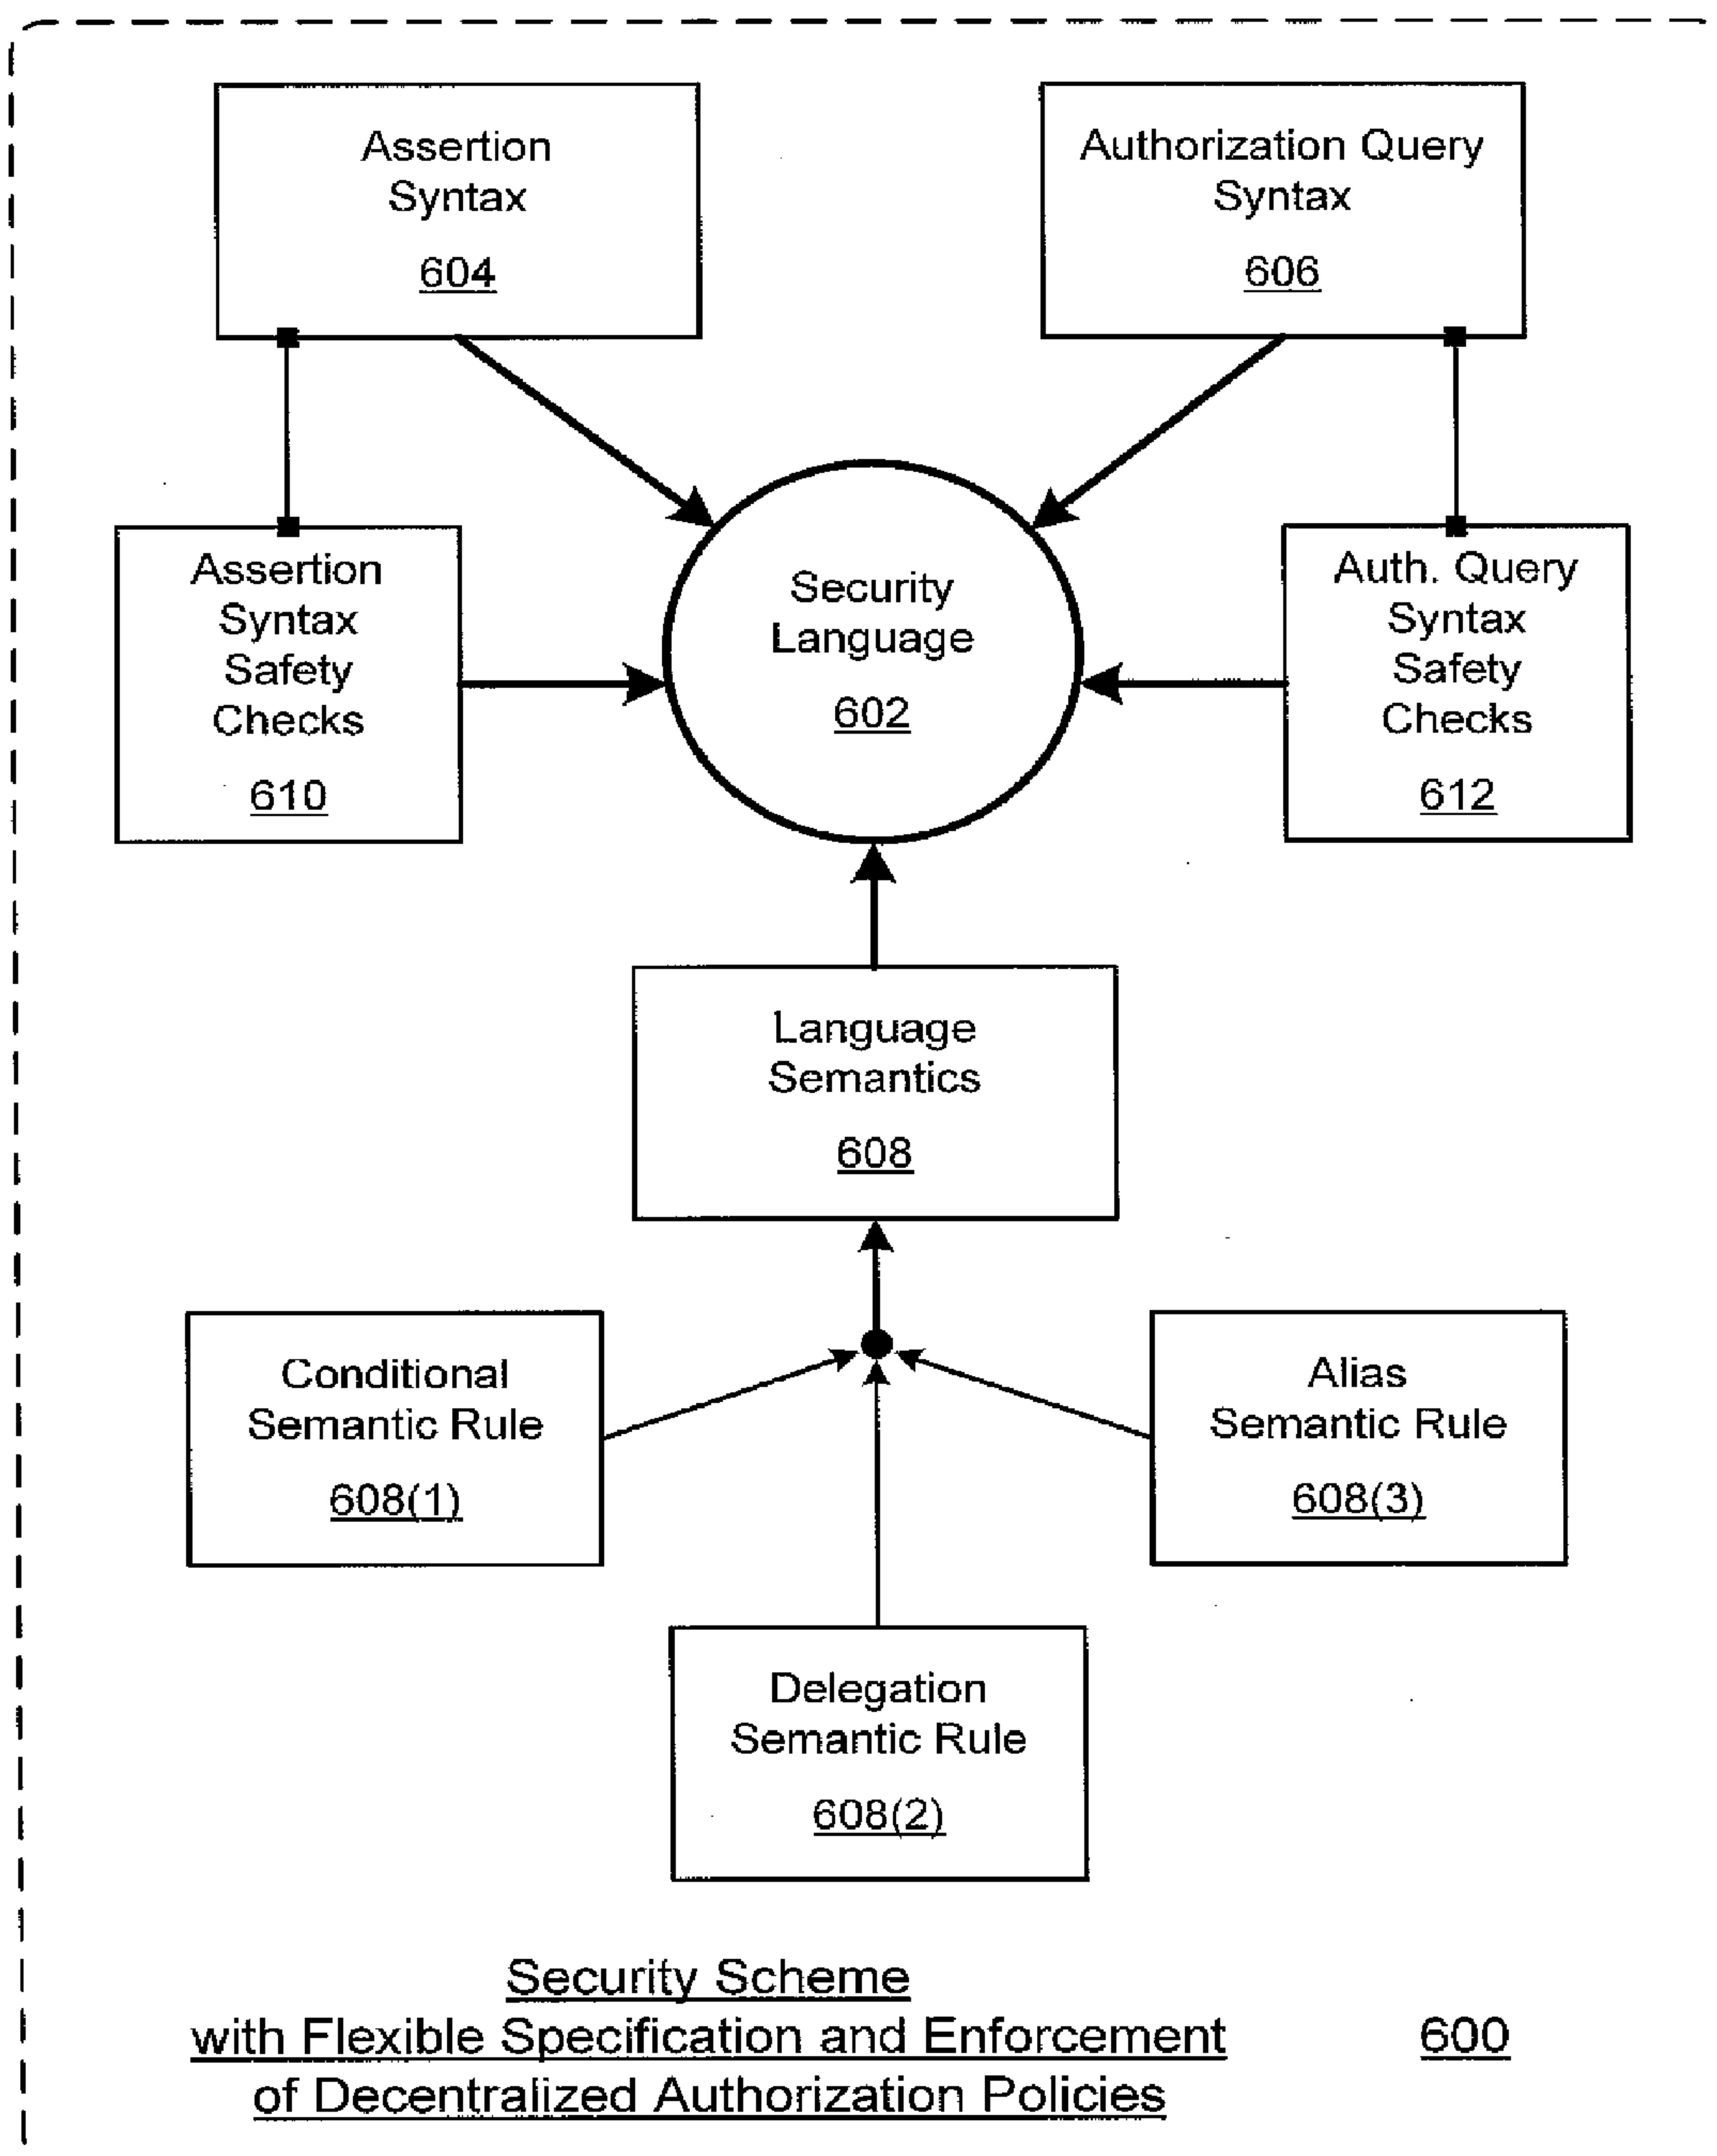 Assertion
Syntax
604
Authorization Query
Syntax
606
Assertion
Syntax
Safety
Checks
610
Security
Language
602
Auth. Query
Syntax
Safety
Checks
612
Language
Semantics
608
Conditional
Semantic Rule
608(1)
Alias
Semantic Rule
608(3)
Delegation
Semantic Rule
608(2)
Security Scheme
with Flexible Specification and Enforcement
of Decentralized Authorization Policies
600